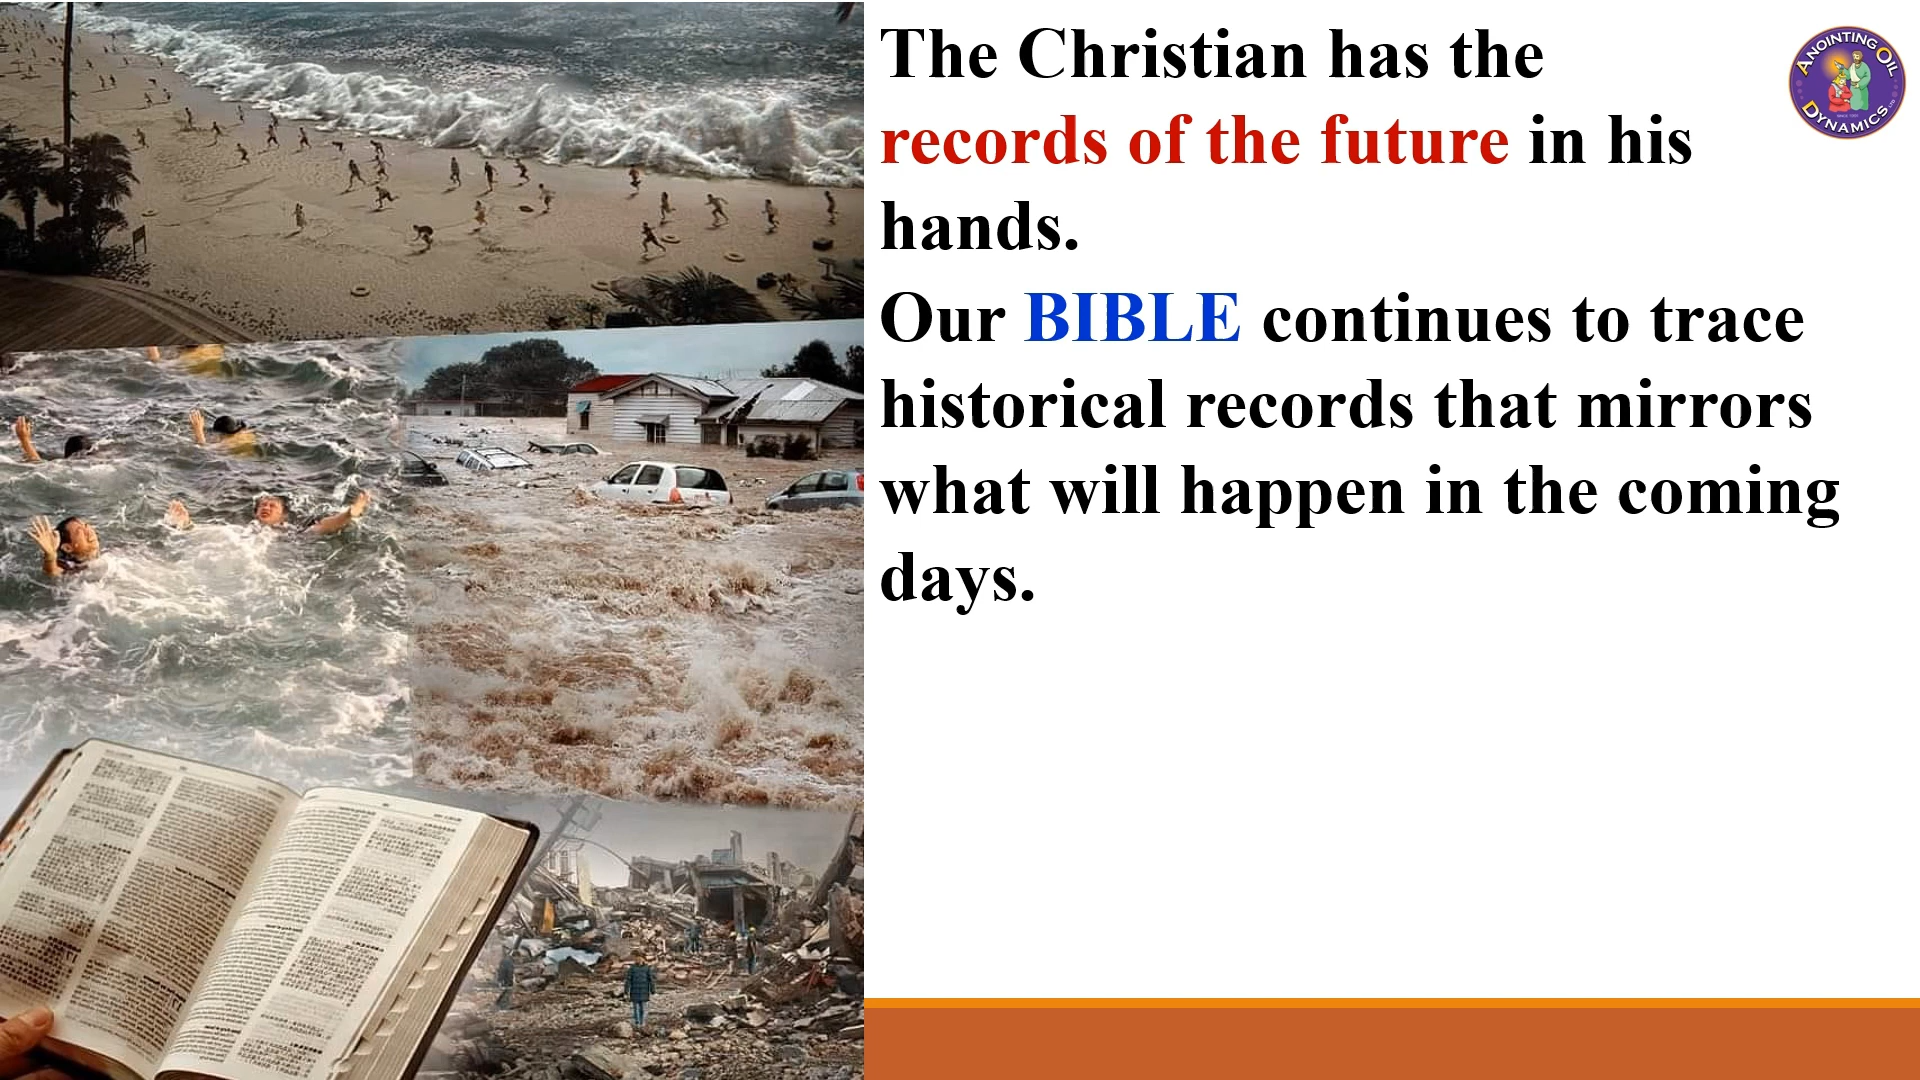 The Christian has the
records of the future in his
hands.
Our BIBLE continues to trace
historical records that mirrors
what will happen in the coming
days.
ANOINTING OIL
DYNAMICS